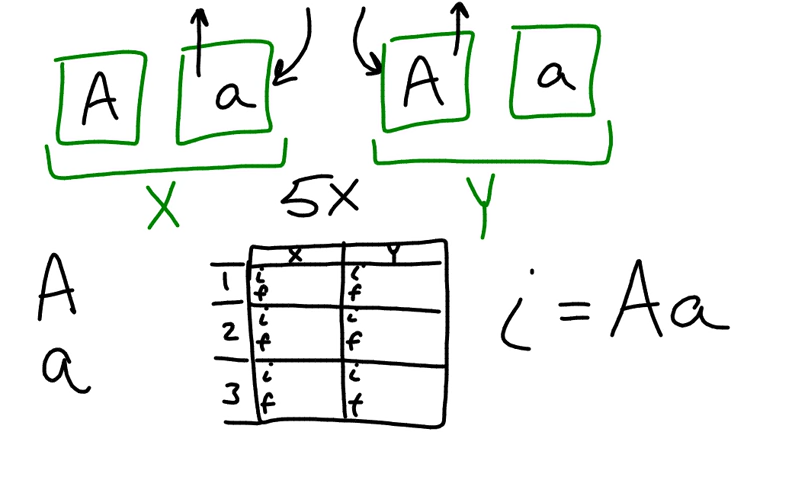 A a A a
X 5X Y
X Y
A 1 i i i = Aa
f f
2 i i
a f f
3 i i
f f